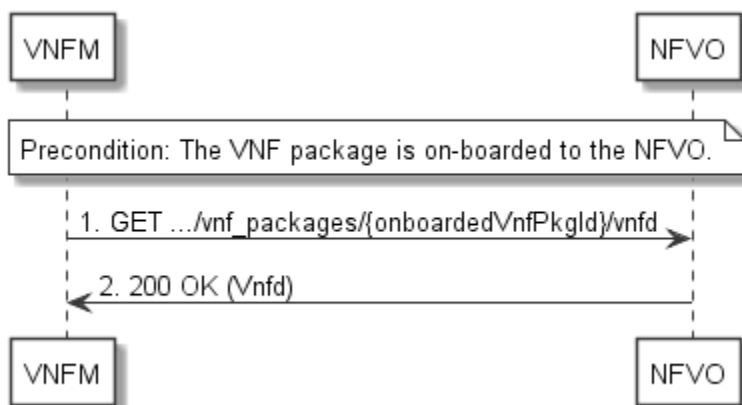 VNFM NFVO
Precondition: The VNF package is on-boarded to the NFVO.
1. GET .../vnf_packages/{onboardedVnfPkgId}/vnfd
2. 200 OK (Vnfd)
VNFM NFVO